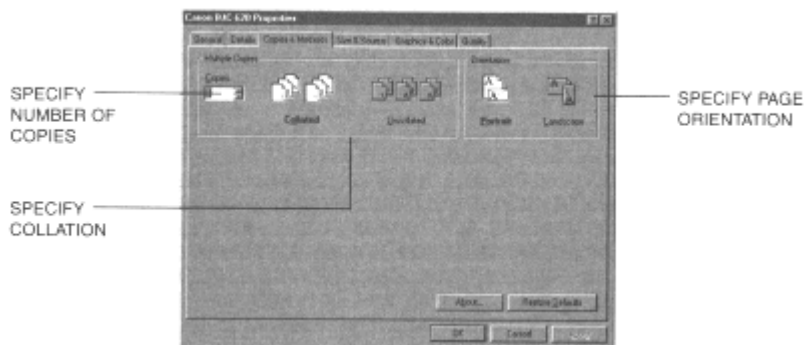 Canon BJC 620 Properties
General Details Copies & Methods Size & Source Graphics & Color Quality
Multiple Copies
Orientation
Copies
Collated
Uncollated
Portrait
Landscape
About...
Restore Defaults
OK
Cancel
SPECIFY
NUMBER OF
COPIES
SPECIFY
COLLATION
SPECIFY PAGE
ORIENTATION